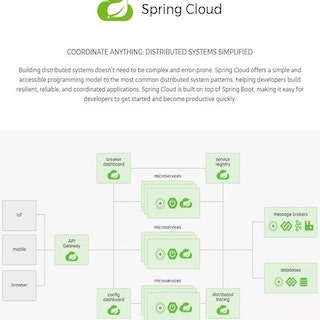 Spring Cloud
COORDINATE ANYTHING: DISTRIBUTED SYSTEMS SIMPLIFIED
Building distributed systems doesn't need to be complex and error-prone. Spring Cloud offers a simple and
accessible programming model to the most common distributed system patterns, helping developers build
resilient, reliable, and coordinated applications. Spring Cloud is built on top of Spring Boot, making it easy for
developers to get started and become productive quickly.
breaker
dashboard
service
registry
microservices
IoT
mobile
browser
API
Gateway
microservices
message brokers
databases
microservices
config
dashboard
distributed
tracing